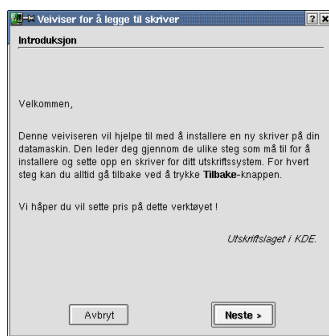 Veiviser for å legge til skriver
Introduksjon
Velkommen,
Denne veiviseren vil hjelpe til med å installere en ny skriver på din
datamaskin. Den leder deg gjennom de ulike steg som må til for å
installere og sette opp en skriver for ditt utskriftssystem. For hvert
steg kan du alltid gå tilbake ved å trykke Tilbake-knappen.
Vi håper du vil sette pris på dette verktøyet !
Utskriftslaget i KDE.
Avbryt
Neste >